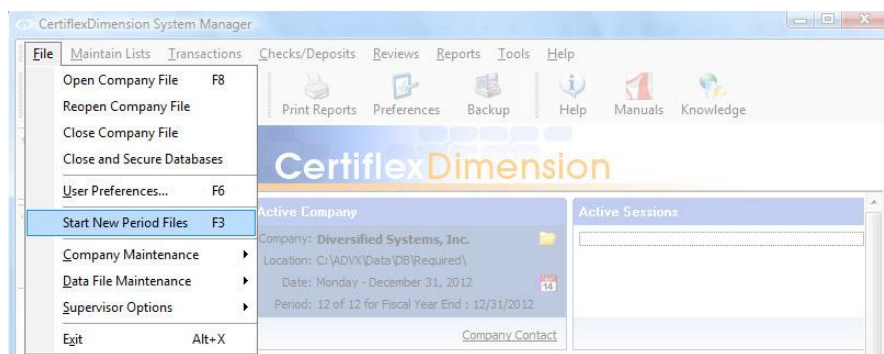 CertiflexDimension System Manager
File Maintain Lists Transactions Checks/Deposits Reviews Reports Tools Help
Open Company File F8
Reopen Company File
Close Company File
Close and Secure Databases
User Preferences... F6
Start New Period Files F3
Company Maintenance
Data File Maintenance
Supervisor Options
Exit Alt+X
Print Reports Preferences Backup Help Manuals Knowledge
CertiflexDimension
Active Company
Company: Diversified Systems, Inc.
Location: C:\ADVX\Data\DB\Required\
Date: Monday - December 31, 2012
14
Period: 12 of 12 for Fiscal Year End : 12/31/2012
Company Contact
Active Sessions